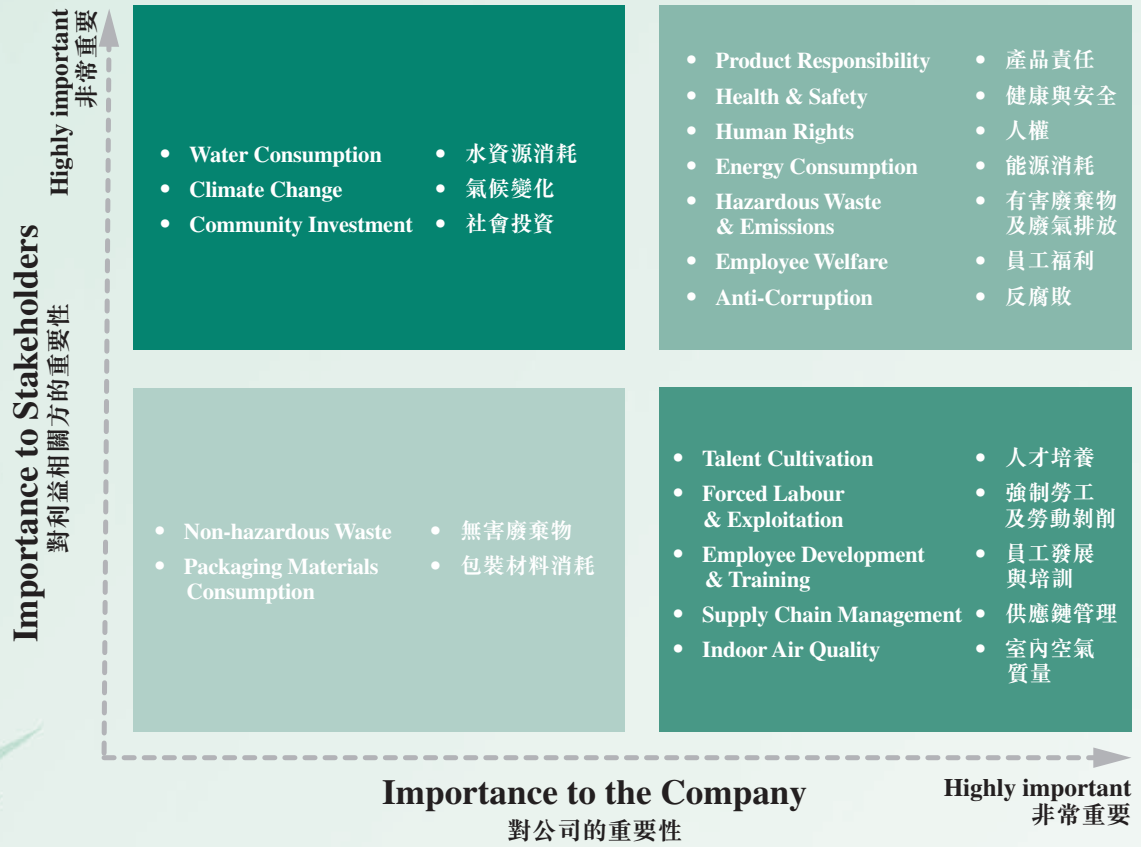 Highly important
非常重要
Importance to Stakeholders
對利益相關方的重要性
• Water Consumption • 水資源消耗
• Climate Change • 氣候變化
• Community Investment • 社會投資
• Product Responsibility • 產品責任
• Health & Safety • 健康與安全
• Human Rights • 人權
• Energy Consumption • 能源消耗
• Hazardous Waste • 有害廢棄物
& Emissions 及廢氣排放
• Employee Welfare • 員工福利
• Anti-Corruption • 反腐敗
• Non-hazardous Waste • 無害廢棄物
• Packaging Materials • 包裝材料消耗
Consumption
• Talent Cultivation • 人才培養
• Forced Labour • 強制勞工
& Exploitation 及勞動剝削
• Employee Development • 員工發展
& Training 與培訓
• Supply Chain Management • 供應鏈管理
• Indoor Air Quality • 室內空氣
質量
Importance to the Company
對公司的重要性
Highly important
非常重要